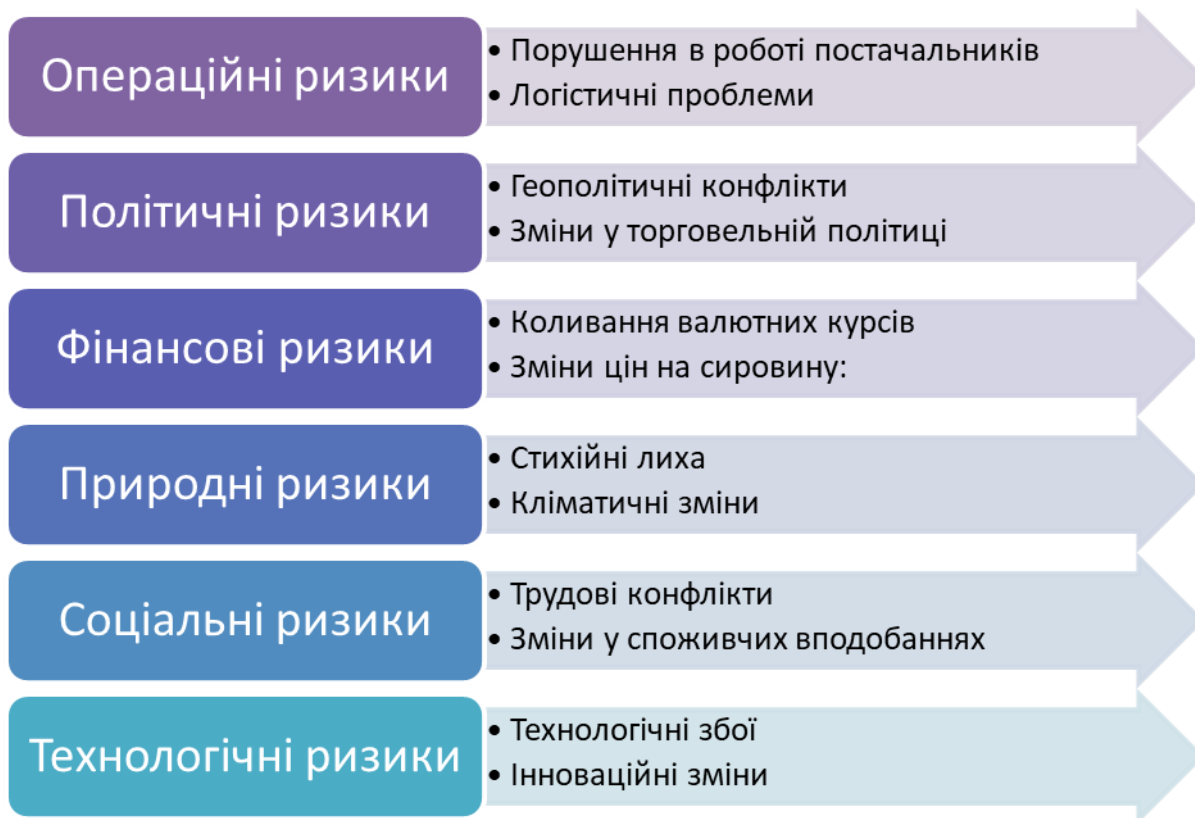 Операційні ризики
• Порушення в роботі постачальників
• Логістичні проблеми
Політичні ризики
• Геополітичні конфлікти
• Зміни у торговельній політиці
Фінансові ризики
• Коливання валютних курсів
• Зміни цін на сировину:
Природні ризики
• Стихійні лиха
• Кліматичні зміни
Соціальні ризики
• Трудові конфлікти
• Зміни у споживчих вподобаннях
Технологічні ризики
• Технологічні збої
• Інноваційні зміни